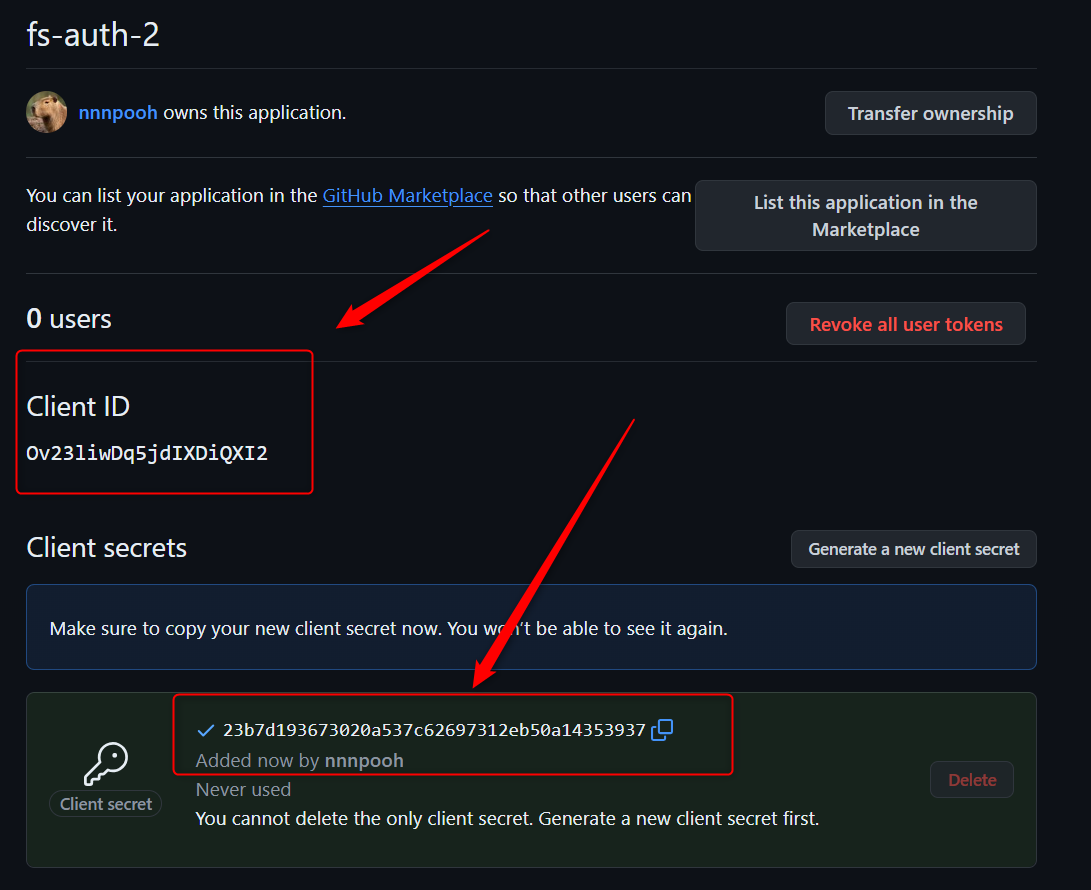 fs-auth-2
nnnpooh owns this application.
Transfer ownership
You can list your application in the GitHub Marketplace so that other users can
discover it.
List this application in the
Marketplace
0 users
Revoke all user tokens
Client ID
Ov23liwDq5jdIXDiQXI2
Client secrets
Generate a new client secret
Make sure to copy your new client secret now. You won't be able to see it again.
23b7d193673020a537c62697312eb50a14353937
Added now by nnnpooh
Never used
You cannot delete the only client secret. Generate a new client secret first.
Client secret
Delete